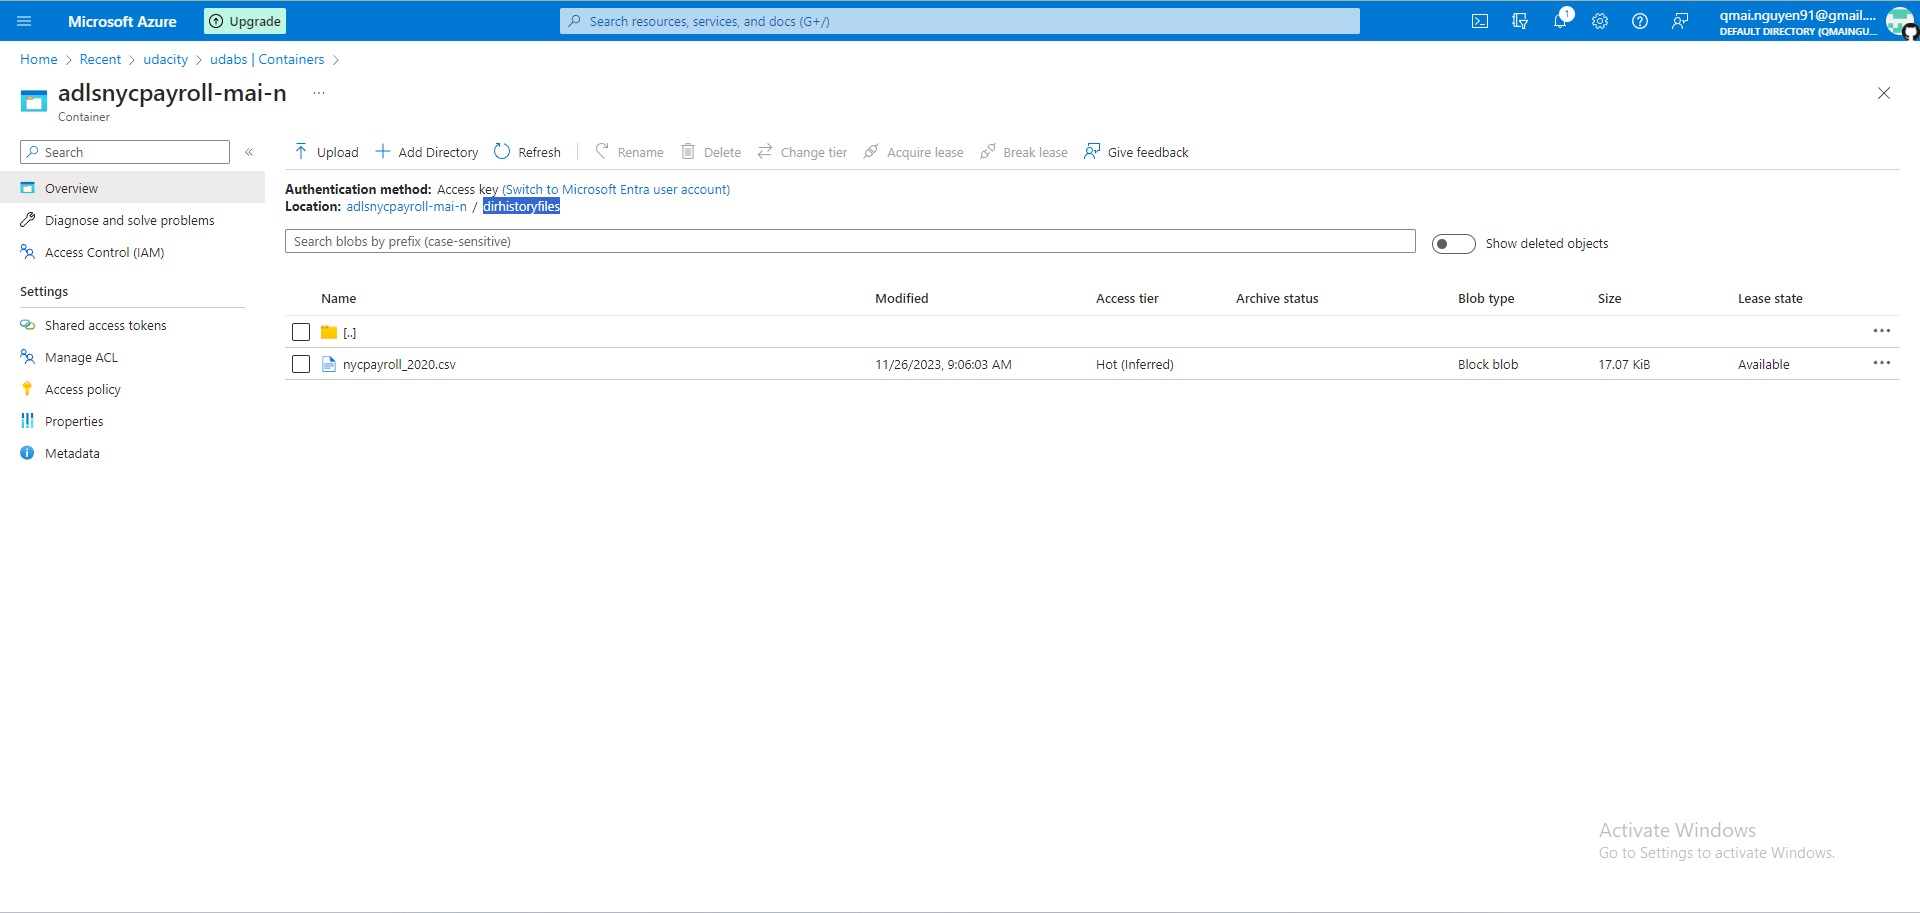 Microsoft Azure
Upgrade
Search resources, services, and docs (G+/)
1
qmai.nguyen91@gmail....
DEFAULT DIRECTORY (QMAINGU...
Home > Recent > udacity > udabs | Containers >
adlsnycpayroll-mai-n ...
Container
Search
«
Upload
Add Directory
Refresh
Rename
Delete
Change tier
Acquire lease
Break lease
Give feedback
Overview
Diagnose and solve problems
Access Control (IAM)
Settings
Shared access tokens
Manage ACL
Access policy
Properties
Metadata
Authentication method: Access key (Switch to Microsoft Entra user account)
Location: adlsnycpayroll-mai-n / dirhistoryfiles
Search blobs by prefix (case-sensitive)
Show deleted objects
Name Modified Access tier Archive status Blob type Size Lease state
[..]
nycpayroll_2020.csv 11/26/2023, 9:06:03 AM Hot (Inferred) Block blob 17.07 KiB Available
Activate Windows
Go to Settings to activate Windows.